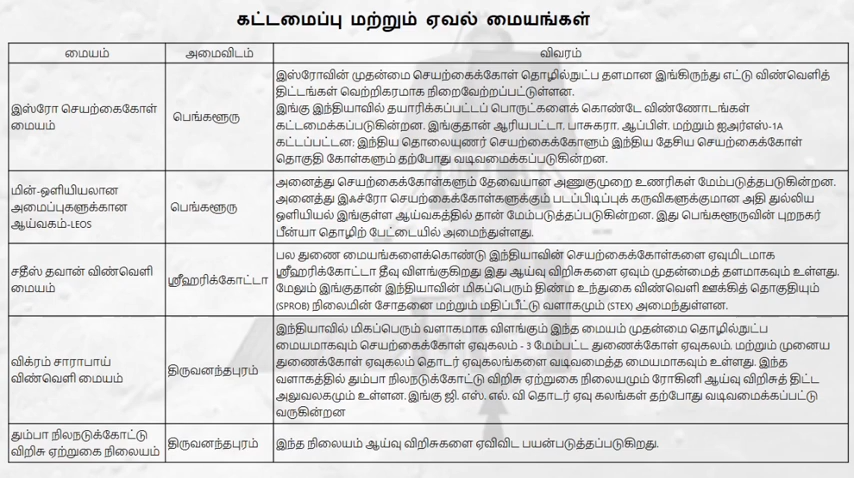 கட்டமைப்பு மற்றும் ஏவல் மையங்கள்
மையம் அமைவிடம் விவரம்
இஸ்ரோ செயற்கைகோள்
மையம்
பெங்களூரு
இஸ்ரோவின் முதன்மை செயற்கைக்கோள் தொழில்நுட்ப தளமான இங்கிருந்து எட்டு விண்வெளித்
திட்டங்கள் வெற்றிகரமாக நிறைவேற்றப்பட்டுள்ளன.
இங்கு இந்தியாவில் தயாரிக்கப்பட்டப் பொருட்களைக் கொண்டே விண்ணோடங்கள்
கட்டமைக்கப்படுகின்றன. இங்குதான் ஆரியபட்டா, பாசுகரா, ஆப்பிள், மற்றும் ஐஅர்எஸ்-1A
கட்டப்பட்டன; இந்திய தொலையுணர் செயற்கைக்கோளும் இந்திய தேசிய செயற்கைக்கோள்
தொகுதி கோள்களும் தற்போது வடிவமைக்கப்படுகின்றன.
மின்-ஒளியியலான
அமைப்புகளுக்கான
ஆய்வகம்-LEOS
பெங்களூரு
அனைத்து செயற்கைக்கோள்களும் தேவையான அணுகுமுறை உணரிகள் மேம்படுத்தபடுகின்றன.
அனைத்து இஃச்ரோ செயற்கைக்கோள்களுக்கும் படப்பிடிப்புக் கருவிகளுக்குமான அதி துல்லிய
ஒளியியல் இங்குள்ள ஆய்வகத்தில் தான் மேம்படுத்தப்படுகின்றன. இது பெங்களூருவின் புறநகர்
பீன்யா தொழிற் பேட்டையில் அமைந்துள்ளது.
சதீஸ் தவான் விண்வெளி
மையம்
ஸ்ரீஹரிக்கோட்டா
பல துணை மையங்களைக்கொண்டு இந்தியாவின் செயற்கைக்கோள்களை ஏவுமிடமாக
ஸ்ரீஹரிக்கோட்டா தீவு விளங்குகிறது இது ஆய்வு விறிசுகளை ஏவும் முதன்மைத் தளமாகவும் உள்ளது.
மேலும் இங்குதான் இந்தியாவின் மிகப்பெரும் திண்ம உந்துகை விண்வெளி ஊக்கித் தொகுதியும்
(SPROB) நிலைமின் சோதனை மற்றும் மதிப்பீட்டு வளாகமும் (STEX) அமைந்துள்ளன.
விக்ரம் சாராபாய்
விண்வெளி மையம்
திருவனந்தபுரம்
இந்தியாவில் மிகப்பெரும் வளாகமாக விளங்கும் இந்த மையம் முதன்மை தொழில்நுட்ப
மையமாகவும் செயற்கைக்கோள் ஏவுகலம் - 3 மேம்பட்ட துணைக்கோள் ஏவுகலம். மற்றும் முனைய
துணைக்கோள் ஏவுகலம் தொடர் ஏவுகலங்களை வடிவமைத்த மையமாகவும் உள்ளது. இந்த
வளாகத்தில் தும்பா நிலநடுக்கோட்டு விறிசு ஏற்றுகை நிலையமும் ரோகினி ஆய்வு விறிசுத் திட்ட
அலுவலகமும் உள்ளன. இங்கு ஜி. எஸ். எல். வி தொடர் ஏவு கலங்கள் தற்போது வடிவமைக்கப்பட்டு
வருகின்றன
தும்பா நிலநடுக்கோட்டு
விறிசு ஏற்றுகை நிலையம்
திருவனந்தபுரம்
இந்த நிலையம் ஆய்வு விறிசுகளை ஏவிவிட பயன்படுத்தப்படுகிறது.